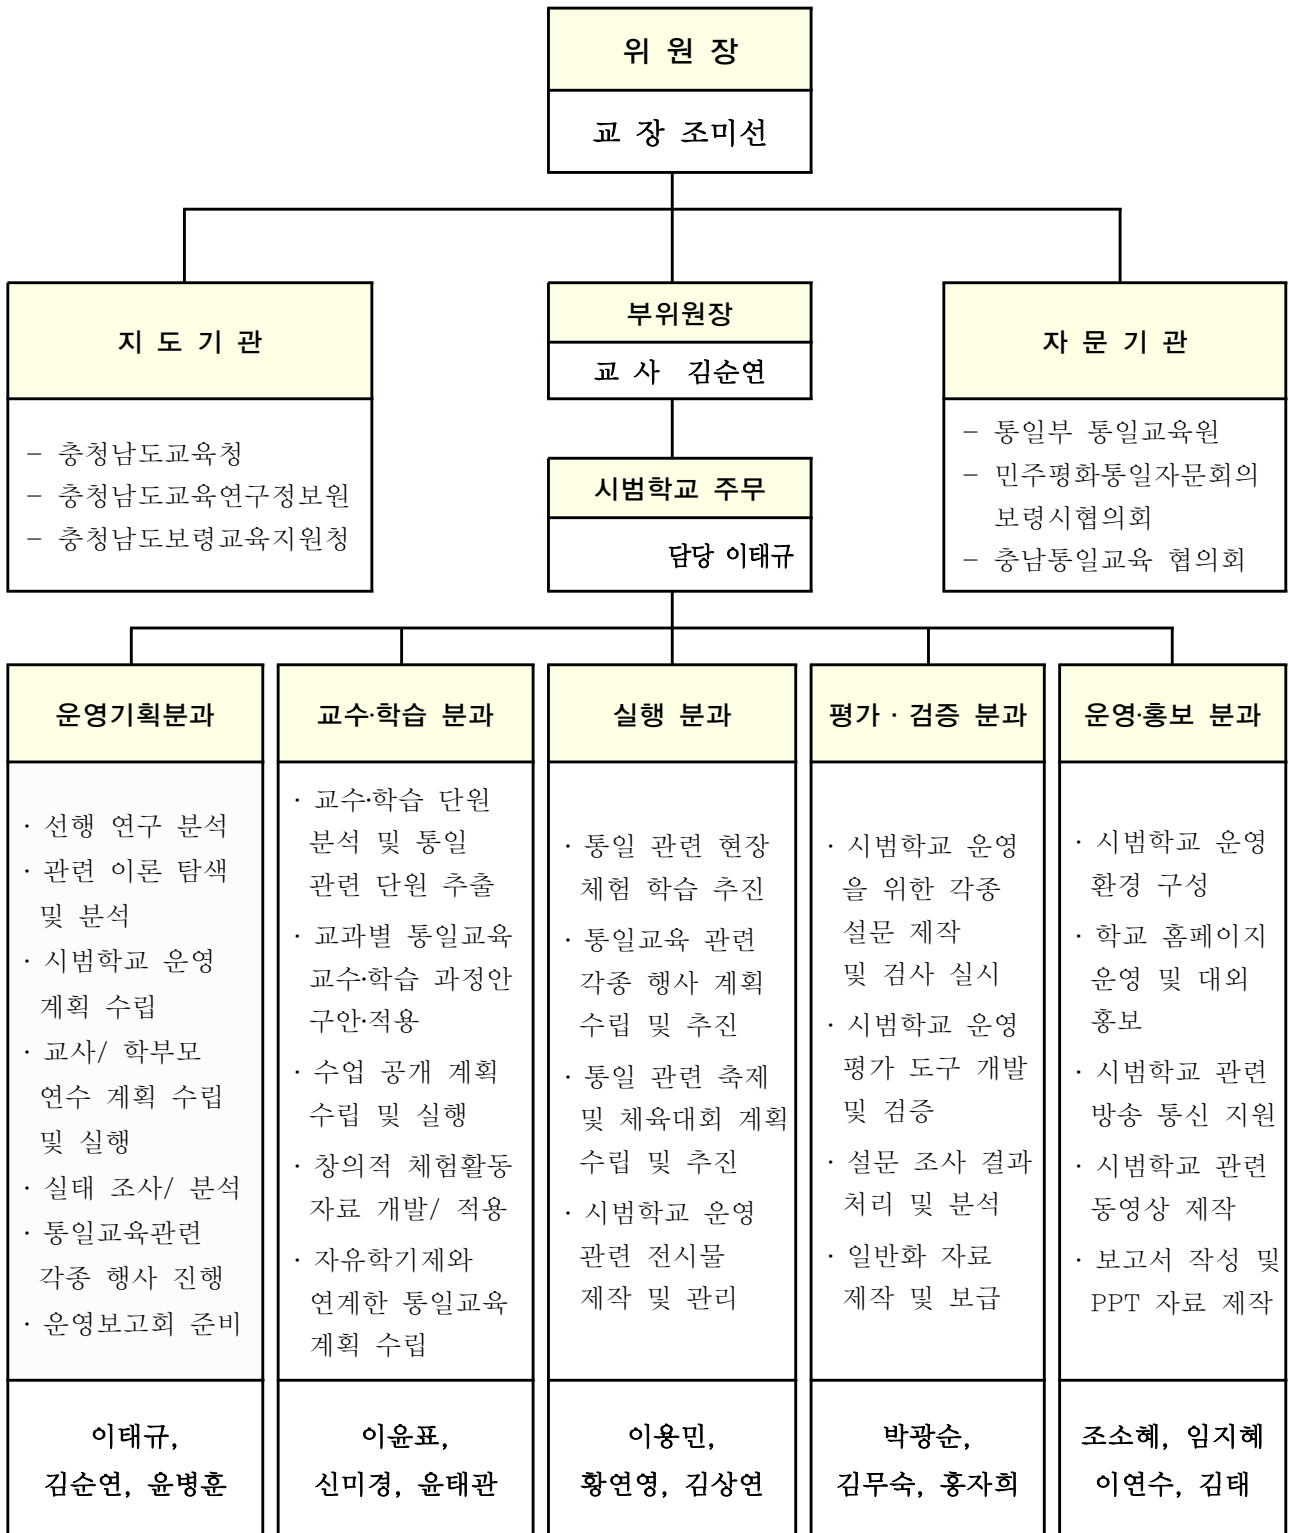 위 원 장
교 장 조미선
지 도 기 관
- 충청남도교육청
- 충청남도교육연구정보원
- 충청남도보령교육지원청
부위원장
교 사 김순연
시범학교 주무
담당 이태규
자 문 기 관
- 통일부 통일교육원
- 민주평화통일자문회의
보령시협의회
- 충남통일교육 협의회
운영기획분과
· 선행 연구 분석
· 관련 이론 탐색
및 분석
· 시범학교 운영
계획 수립
· 교사/ 학부모
연수 계획 수립
및 실행
· 실태 조사/ 분석
· 통일교육관련
각종 행사 진행
· 운영보고회 준비
이태규,
김순연, 윤병훈
교수·학습 분과
· 교수·학습 단원
분석 및 통일
관련 단원 추출
· 교과별 통일교육
교수·학습 과정안
구안·적용
· 수업 공개 계획
수립 및 실행
· 창의적 체험활동
자료 개발/ 적용
· 자유학기제와
연계한 통일교육
계획 수립
이윤표,
신미경, 윤태관
실행 분과
· 통일 관련 현장
체험 학습 추진
· 통일교육 관련
각종 행사 계획
수립 및 추진
· 통일 관련 축제
및 체육대회 계획
수립 및 추진
· 시범학교 운영
관련 전시물
제작 및 관리
이용민,
황연영, 김상연
평가 · 검증 분과
· 시범학교 운영
을 위한 각종
설문 제작
및 검사 실시
· 시범학교 운영
평가 도구 개발
및 검증
· 설문 조사 결과
처리 및 분석
· 일반화 자료
제작 및 보급
박광순,
김무숙, 홍자희
운영·홍보 분과
· 시범학교 운영
환경 구성
· 학교 홈페이지
운영 및 대외
홍보
· 시범학교 관련
방송 통신 지원
· 시범학교 관련
동영상 제작
· 보고서 작성 및
PPT 자료 제작
조소혜, 임지혜
이연수, 김태